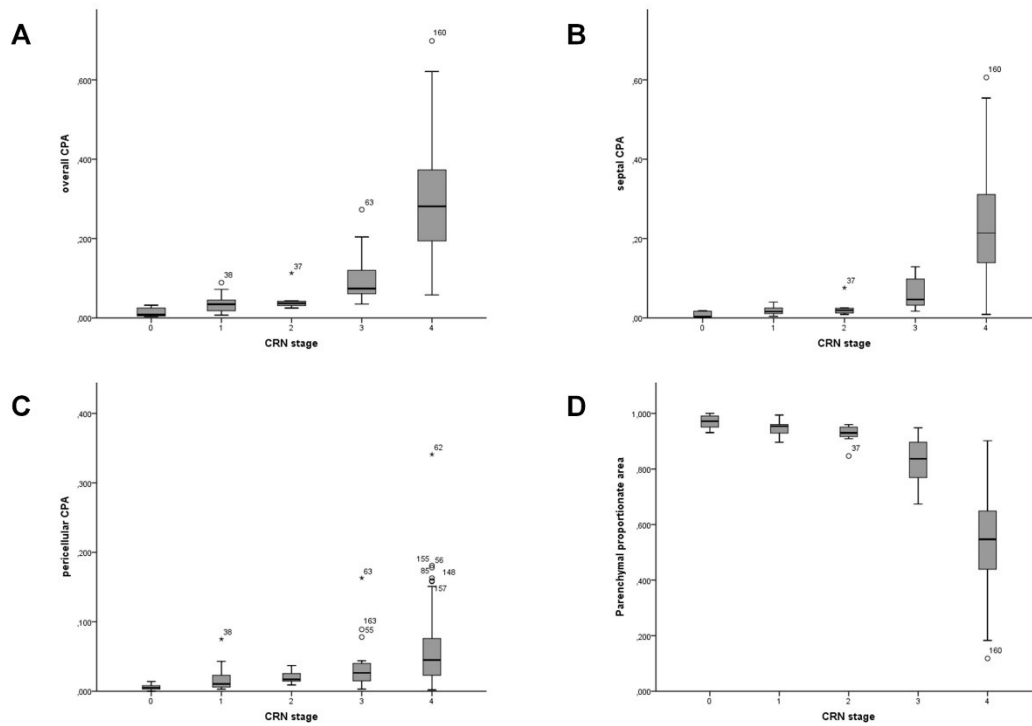 A
overall CPA
,600
,400
,200
,000
38
37
63
160
0 1 2 3 4
CRN stage
B
septal CPA
,60
,40
,20
,00
37
160
0 1 2 3 4
CRN stage
C
pericellular CPA
,400
,300
,200
,100
,000
38
63
163
55
62
155 56
85 148
157
0 1 2 3 4
CRN stage
D
Parenchymal proportionate area
1,000
,800
,600
,400
,200
,000
37
160
0 1 2 3 4
CRN stage